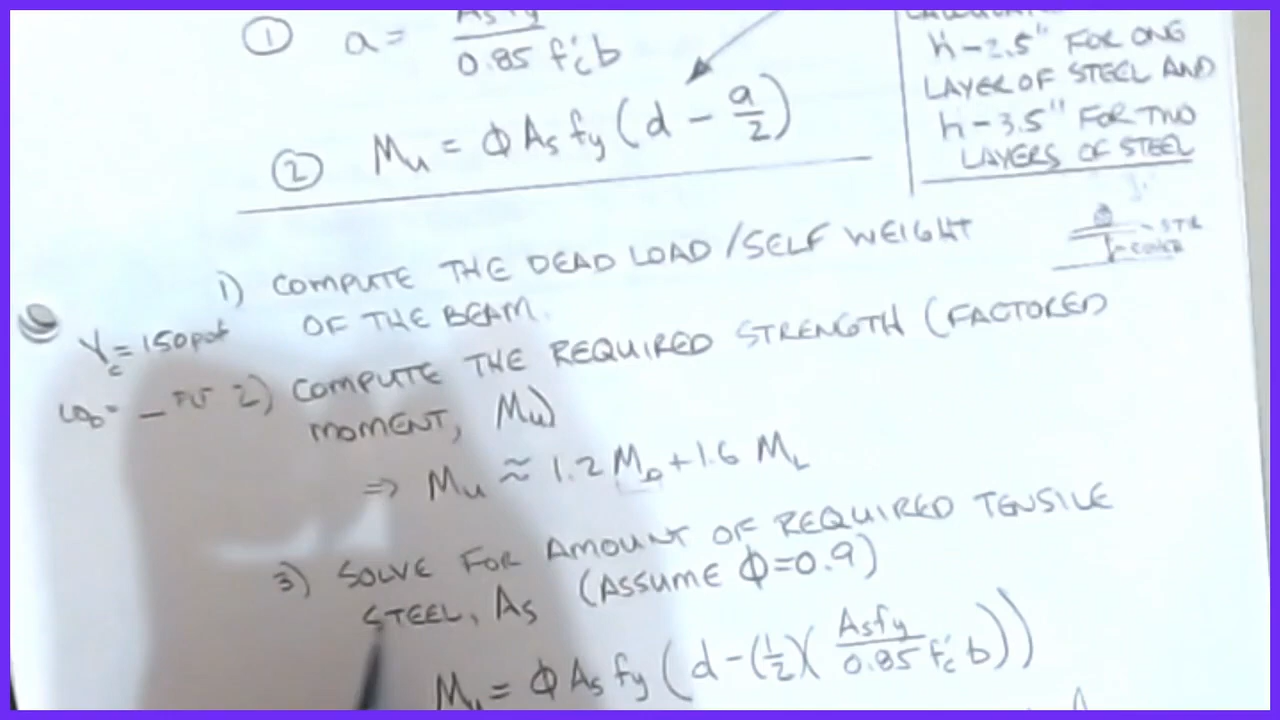 ① a = As fy / 0.85 f'c b
② Mu = Φ As fy (d - a/2)
h - 2.5" FOR ONE
LAYER OF STEEL AND
h - 3.5" FOR TWO
LAYERS OF STEEL
1) COMPUTE THE DEAD LOAD/SELF WEIGHT
OF THE BEAM.
γc = 150 pcf
2) COMPUTE THE REQUIRED STRENGTH (FACTORED
MOMENT, Mu)
⇒ Mu ≈ 1.2 MD + 1.6 ML
3) SOLVE FOR AMOUNT OF REQUIRED TENSILE
STEEL, As (ASSUME Φ=0.9)
Mu = Φ As fy (d - (1/2)(As fy / 0.85 f'c b))